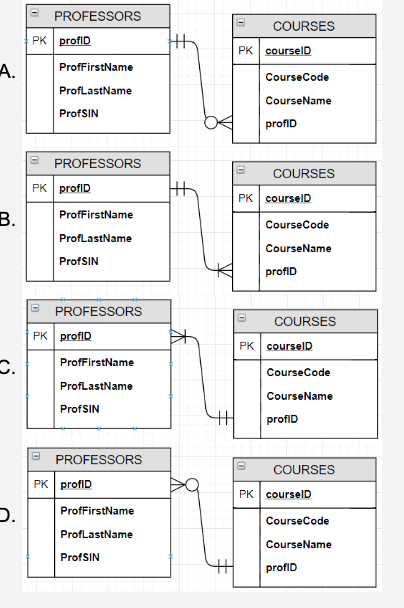 PROFESSORS
PK profID
ProfFirstName
ProfLastName
ProfSIN
COURSES
PK courseID
CourseCode
CourseName
profID
A.
PROFESSORS
PK profID
ProfFirstName
ProfLastName
ProfSIN
COURSES
PK courseID
CourseCode
CourseName
profID
B.
PROFESSORS
PK profID
ProfFirstName
ProfLastName
ProfSIN
COURSES
PK courseID
CourseCode
CourseName
profID
C.
PROFESSORS
PK profID
ProfFirstName
ProfLastName
ProfSIN
COURSES
PK courseID
CourseCode
CourseName
profID
D.